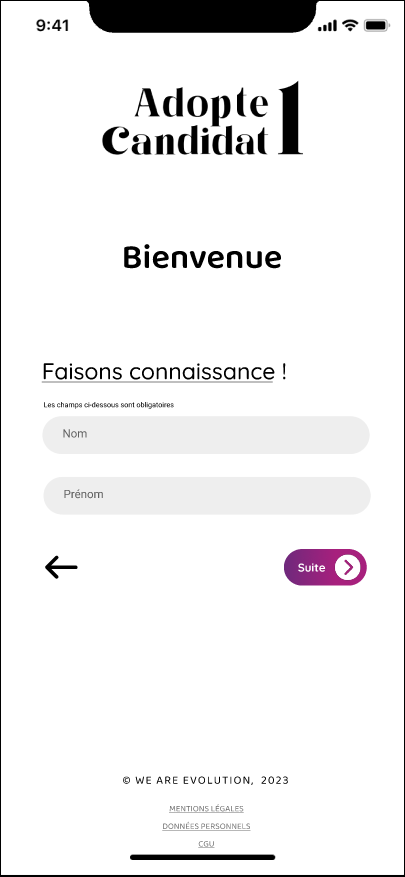 9:41
Adopte 1
Candidat
Bienvenue
Faisons connaissance !
Les champs ci-dessous sont obligatoires
Nom
Prénom
Suite
© WE ARE EVOLUTION, 2023
MENTIONS LÉGALES
DONNÉES PERSONNELS
CGU